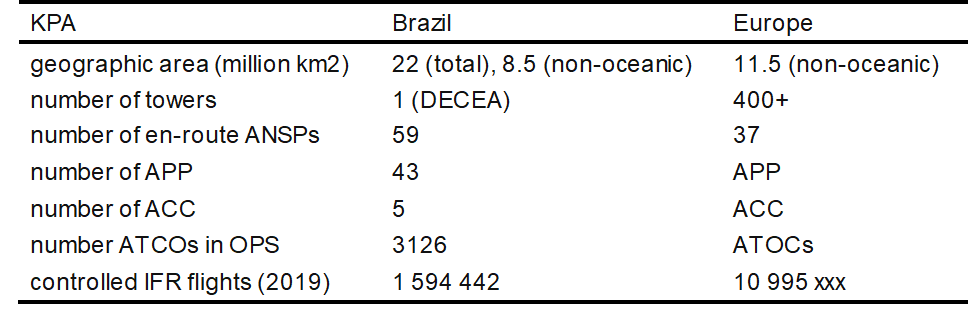 KPA Brazil Europe
geographic area (million km2) 22 (total), 8.5 (non-oceanic) 11.5 (non-oceanic)
number of towers 1 (DECEA) 400+
number of en-route ANSPs 59 37
number of APP 43 APP
number of ACC 5 ACC
number ATCOs in OPS 3126 ATOCs
controlled IFR flights (2019) 1 594 442 10 995 xxx